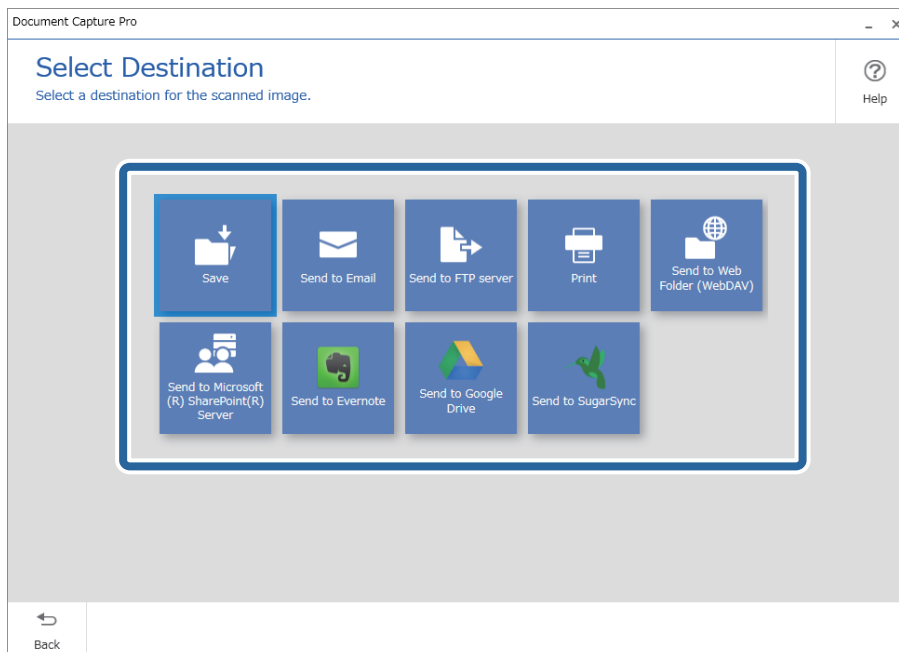 Document Capture Pro
Select Destination
Select a destination for the scanned image.
Help
Save
Send to Email
Send to FTP server
Print
Send to Web
Folder (WebDAV)
Send to Microsoft
(R) SharePoint(R)
Server
Send to Evernote
Send to Google
Drive
Send to SugarSync
Back